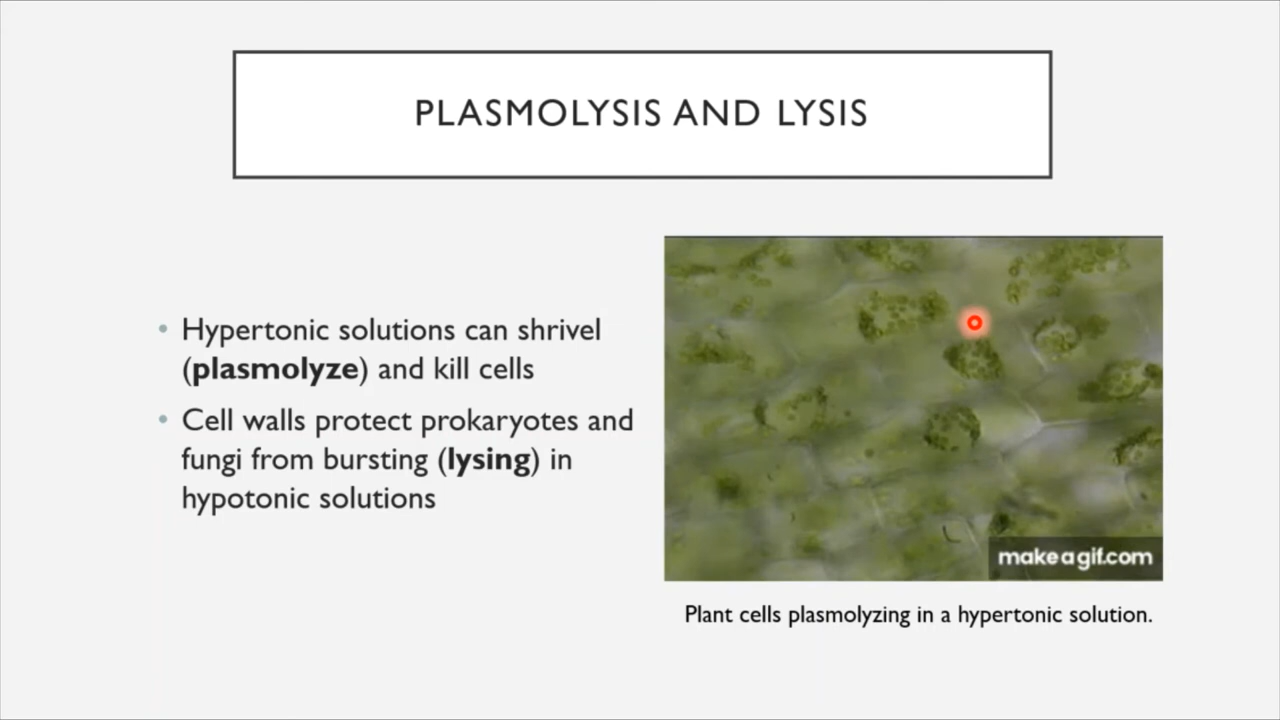 PLASMOLYSIS AND LYSIS
• Hypertonic solutions can shrivel
(plasmolyze) and kill cells
• Cell walls protect prokaryotes and
fungi from bursting (lysing) in
hypotonic solutions
makeagif.com
Plant cells plasmolyzing in a hypertonic solution.